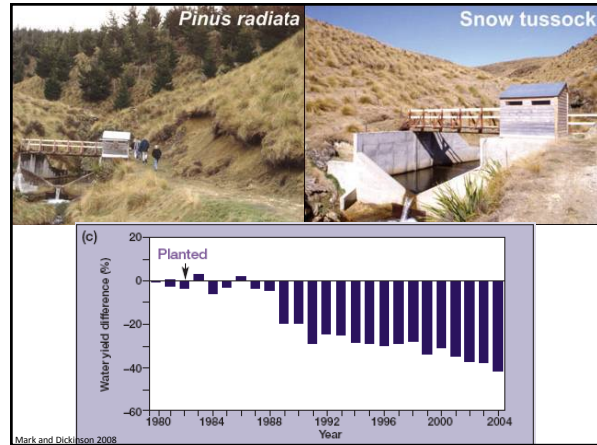 Pinus radiata
Snow tussock
(c)
Planted
Water yield difference (%)
20
0
−20
−40
−60
1980 1984 1988 1992 1996 2000 2004
Year
Mark and Dickinson 2008